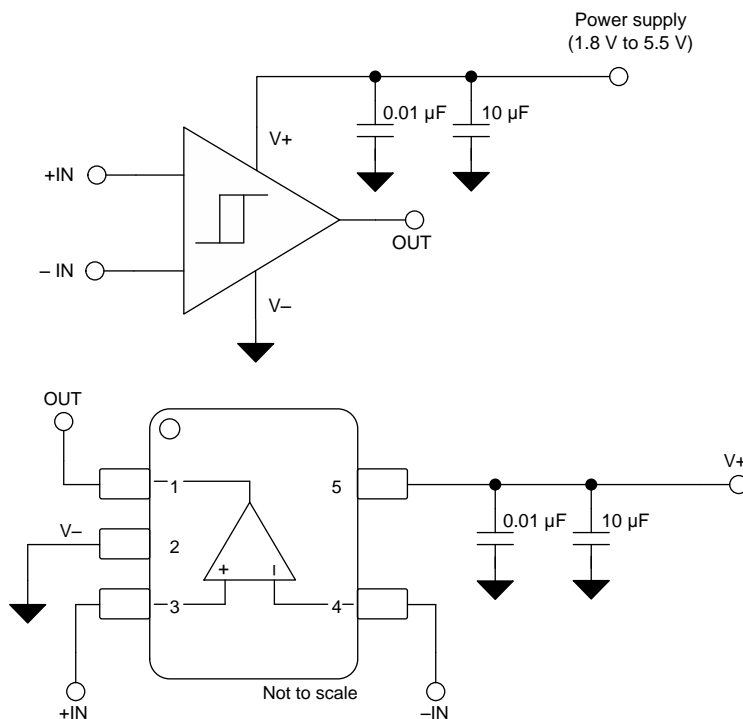 Power supply
(1.8 V to 5.5 V)
0.01 µF
10 µF
V+
+IN
OUT
– IN
V–
OUT
1
5
V+
0.01 µF
10 µF
V–
2
+
–
3
4
Not to scale
+IN
–IN